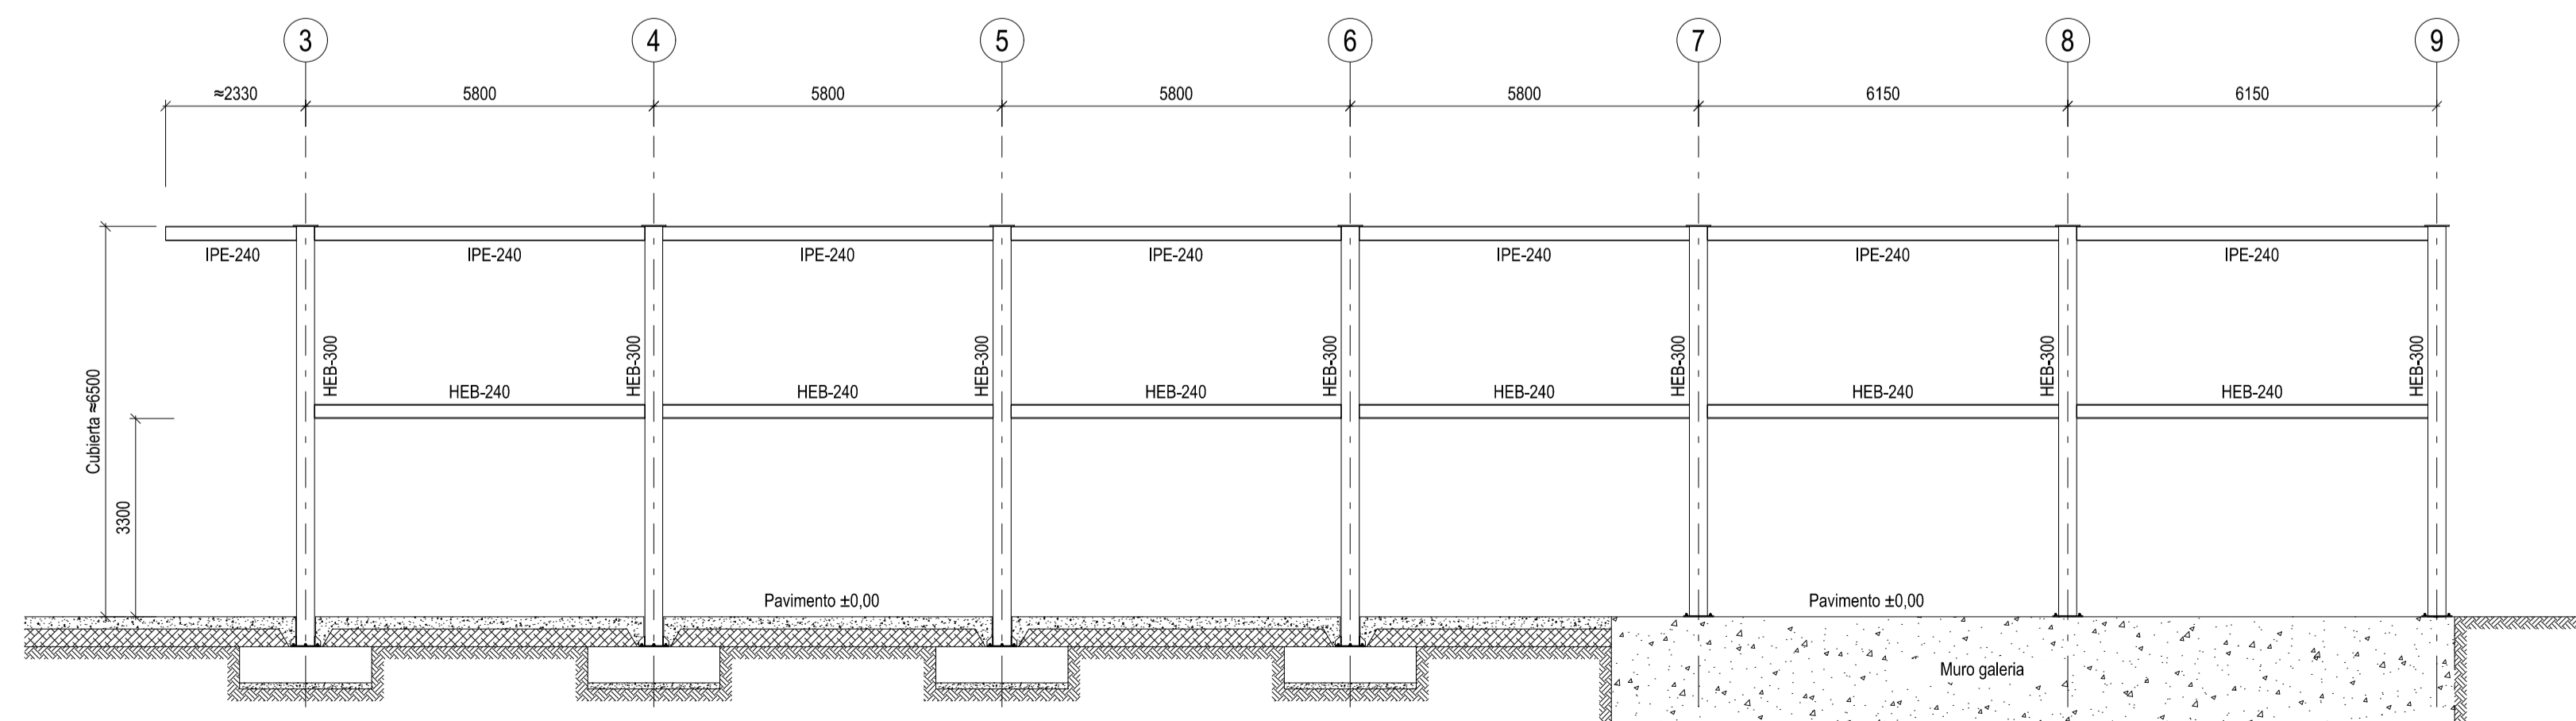 3 4 5 6 7 8 9
≈2330 5800 5800 5800 5800 6150 6150
IPE-240 IPE-240 IPE-240 IPE-240 IPE-240 IPE-240 IPE-240
HEB-300 HEB-300 HEB-300 HEB-300 HEB-300 HEB-300 HEB-300
HEB-240 HEB-240 HEB-240 HEB-240 HEB-240 HEB-240
Cubierta ≈6500
3300
Pavimento ±0,00 Pavimento ±0,00
Muro galeria